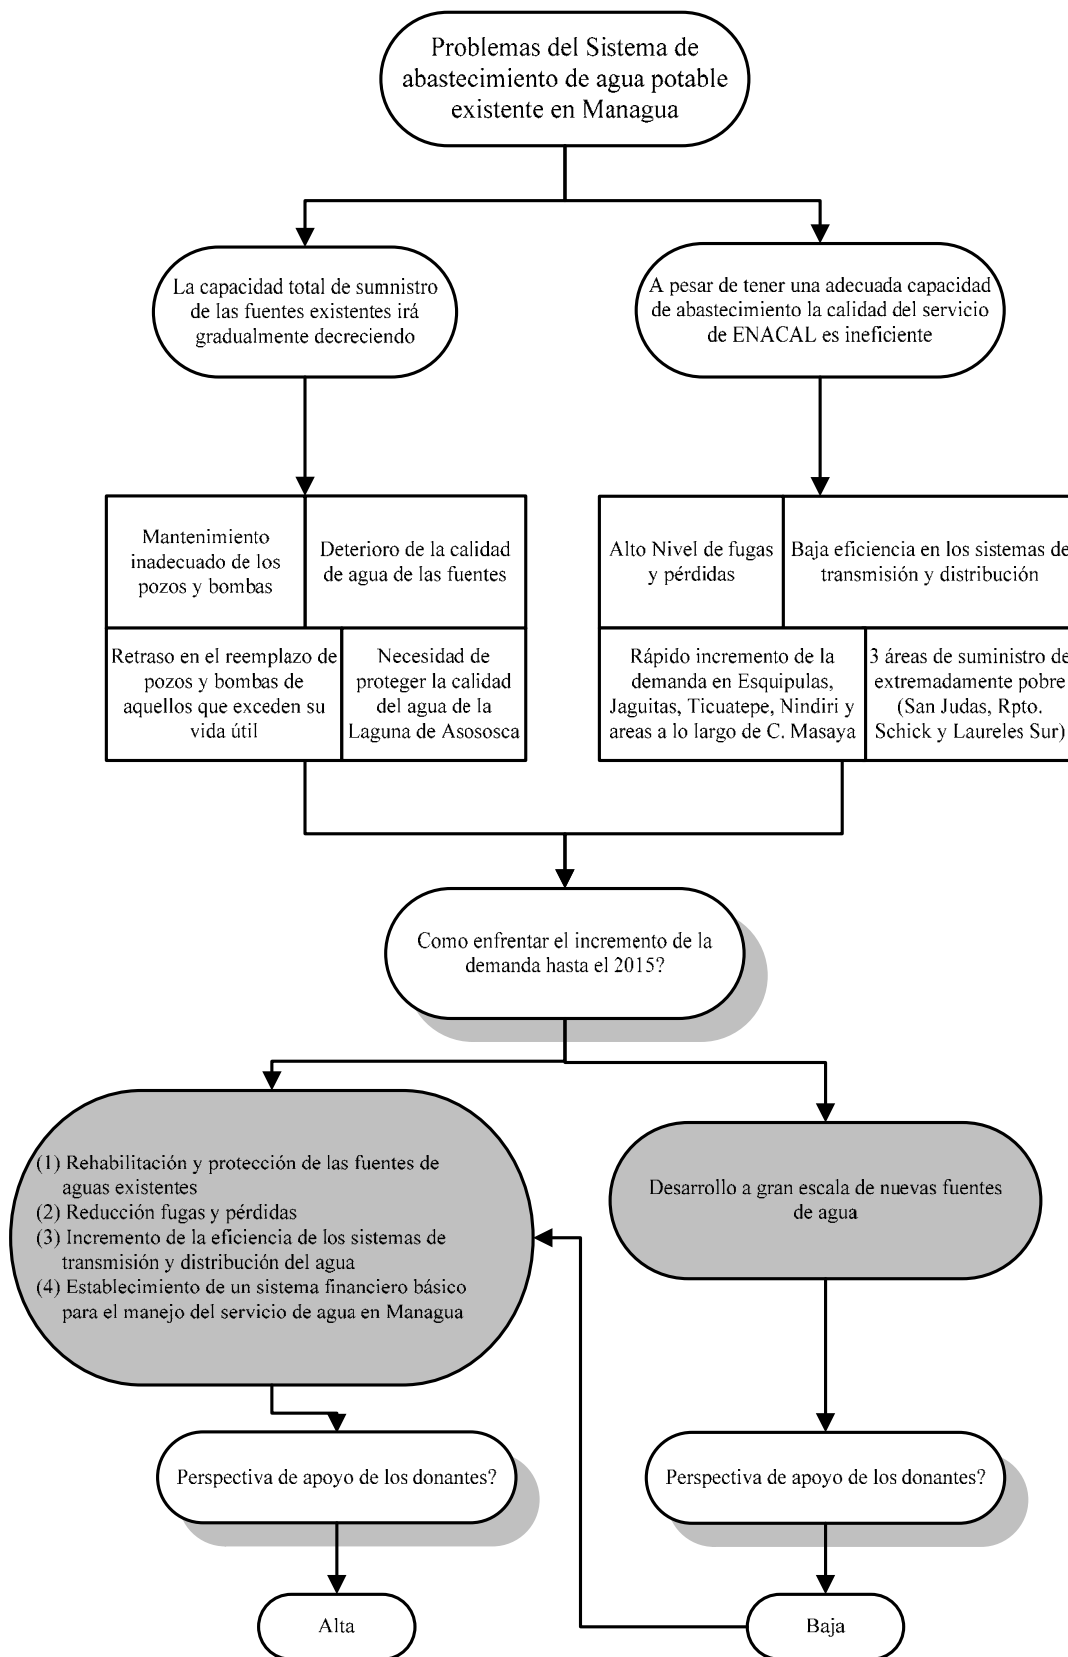 Problemas del Sistema de
abastecimiento de agua potable
existente en Managua
La capacidad total de sumnistro
de las fuentes existentes irá
gradualmente decreciendo
A pesar de tener una adecuada capacidad
de abastecimiento la calidad del servicio
de ENACAL es ineficiente
Mantenimiento
inadecuado de los
pozos y bombas
Deterioro de la calidad
de agua de las fuentes
Retraso en el reemplazo de
pozos y bombas de
aquellos que exceden su
vida útil
Necesidad de
proteger la calidad
del agua de la
Laguna de Asososca
Alto Nivel de fugas
y pérdidas
Baja eficiencia en los sistemas de
transmisión y distribución
Rápido incremento de la
demanda en Esquipulas,
Jaguitas, Ticuatepe, Nindiri y
areas a lo largo de C. Masaya
3 áreas de suministro de
extremadamente pobre
(San Judas, Rpto.
Schick y Laureles Sur)
Como enfrentar el incremento de la
demanda hasta el 2015?
(1) Rehabilitación y protección de las fuentes de
aguas existentes
(2) Reducción fugas y pérdidas
(3) Incremento de la eficiencia de los sistemas de
transmisión y distribución del agua
(4) Establecimiento de un sistema financiero básico
para el manejo del servicio de agua en Managua
Desarrollo a gran escala de nuevas fuentes
de agua
Perspectiva de apoyo de los donantes?
Perspectiva de apoyo de los donantes?
Alta
Baja